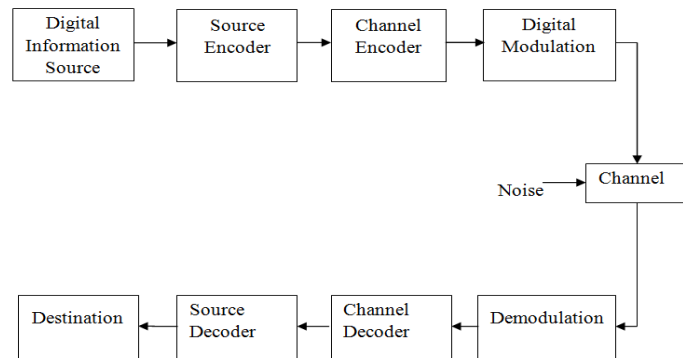 Digital
Information
Source
Source
Encoder
Channel
Encoder
Digital
Modulation
Noise
Channel
Destination
Source
Decoder
Channel
Decoder
Demodulation